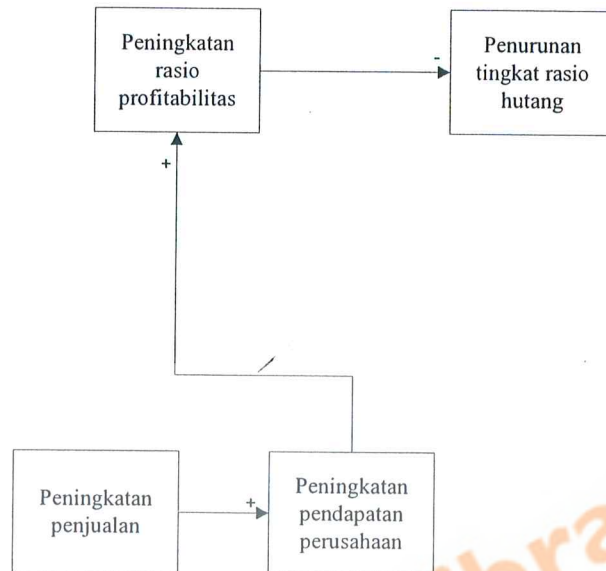 Peningkatan
rasio
profitabilitas
-
Penurunan
tingkat rasio
hutang
+
Peningkatan
penjualan
+
Peningkatan
pendapatan
perusahaan